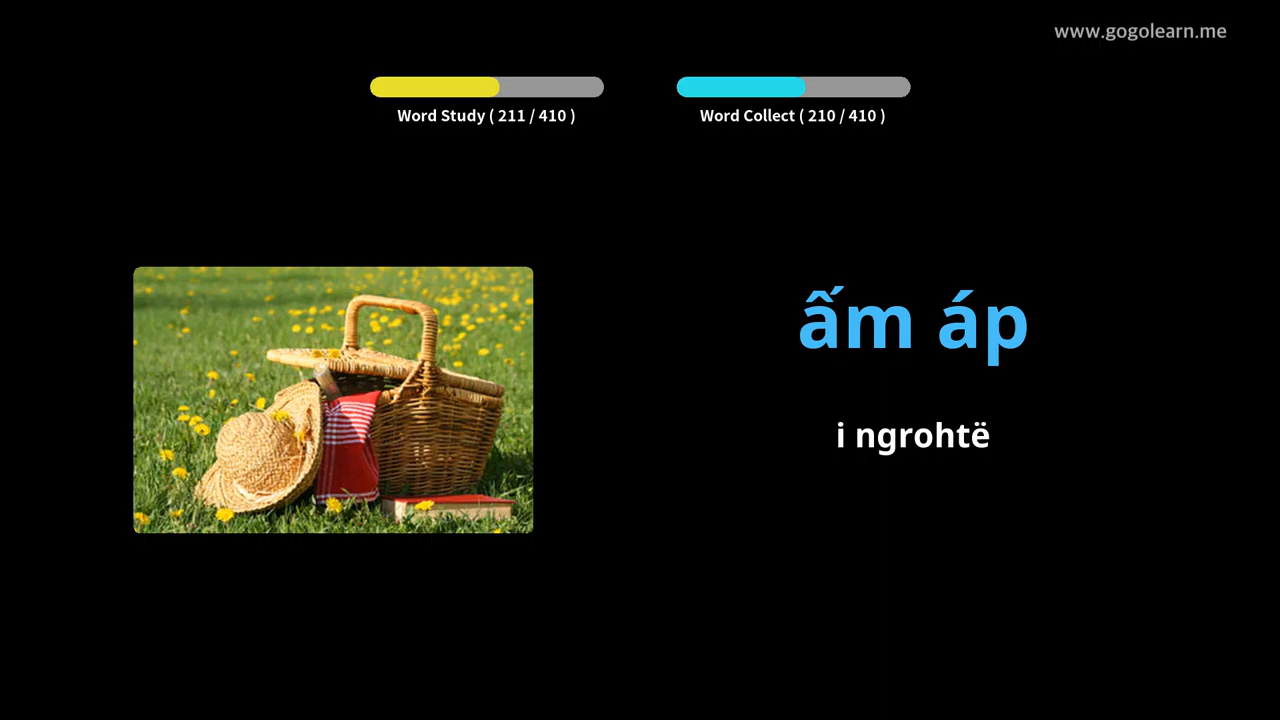 www.gogolearn.me
Word Study ( 211 / 410 )
Word Collect ( 210 / 410 )
ấm áp
i ngrohtë